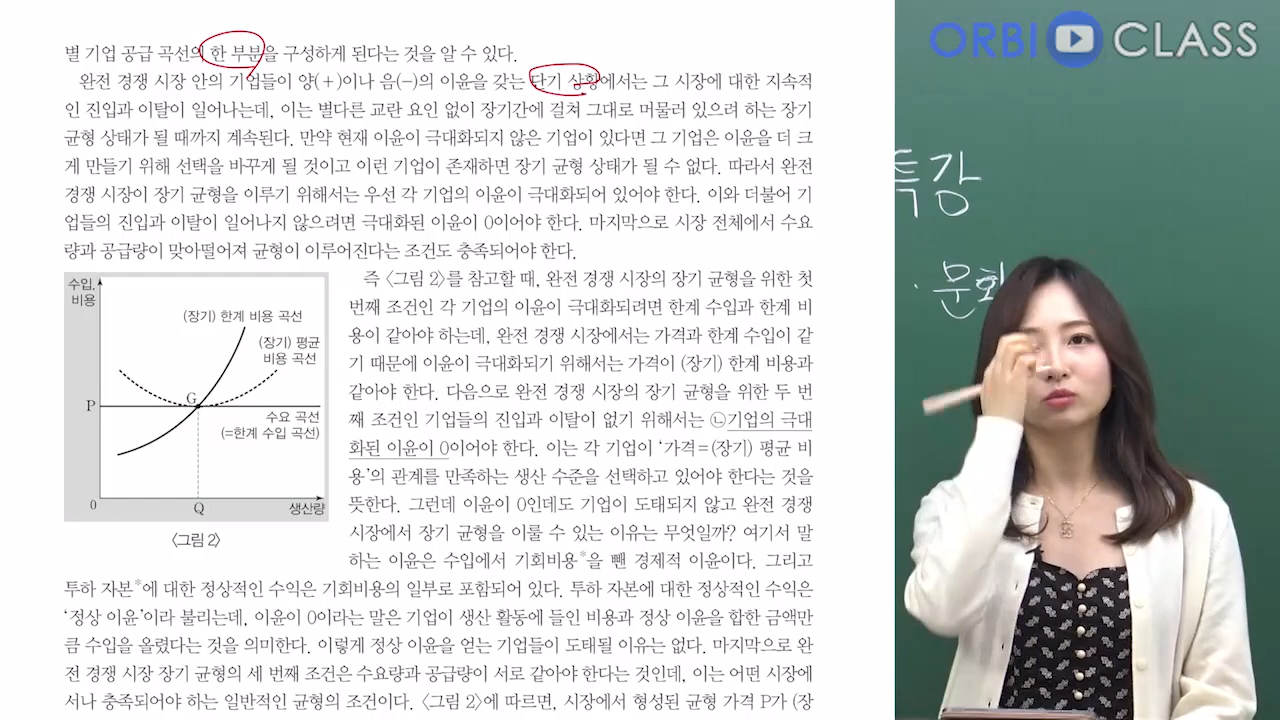 별 기업 공급 곡선의 한 부분을 구성하게 된다는 것을 알 수 있다.
완전 경쟁 시장 안의 기업들이 양(+)이나 음(-)의 이윤을 갖는 단기 상황에서는 그 시장에 대한 지속적
인 진입과 이탈이 일어나는데, 이는 별다른 교란 요인 없이 장기간에 걸쳐 그대로 머물러 있으려 하는 장기
균형 상태가 될 때까지 계속된다. 만약 현재 이윤이 극대화되지 않은 기업이 있다면 그 기업은 이윤을 더 크
게 만들기 위해 선택을 바꾸게 될 것이고 이런 기업이 존재하면 장기 균형 상태가 될 수 없다. 따라서 완전
경쟁 시장이 장기 균형을 이루기 위해서는 우선 각 기업의 이윤이 극대화되어 있어야 한다. 이와 더불어 기
업들의 진입과 이탈이 일어나지 않으려면 극대화된 이윤이 0이어야 한다. 마지막으로 시장 전체에서 수요
량과 공급량이 맞아떨어져 균형이 이루어진다는 조건도 충족되어야 한다.
수입,
비용
(장기) 한계 비용 곡선
(장기) 평균
비용 곡선
P
G
수요 곡선
(=한계 수입 곡선)
0
Q
생산량
〈그림 2〉
즉 〈그림 2〉를 참고할 때, 완전 경쟁 시장의 장기 균형을 위한 첫
번째 조건인 각 기업의 이윤이 극대화되려면 한계 수입과 한계 비
용이 같아야 하는데, 완전 경쟁 시장에서는 가격과 한계 수입이 같
기 때문에 이윤이 극대화되기 위해서는 가격이 (장기) 한계 비용과
같아야 한다. 다음으로 완전 경쟁 시장의 장기 균형을 위한 두 번
째 조건인 기업들의 진입과 이탈이 없기 위해서는 ㉡기업의 극대
화된 이윤이 0이어야 한다. 이는 각 기업이 '가격=(장기) 평균 비
용'의 관계를 만족하는 생산 수준을 선택하고 있어야 한다는 것을
뜻한다. 그런데 이윤이 0인데도 기업이 도태되지 않고 완전 경쟁
시장에서 장기 균형을 이룰 수 있는 이유는 무엇일까? 여기서 말
하는 이윤은 수입에서 기회비용*을 뺀 경제적 이윤이다. 그리고
투하 자본*에 대한 정상적인 수익은 기회 비용의 일부로 포함되어 있다. 투하 자본에 대한 정상적인 수익은
'정상 이윤'이라 불리는데, 이윤이 0이라는 말은 기업이 생산 활동에 들인 비용과 정상 이윤을 합한 금액만
큼 수입을 올렸다는 것을 의미한다. 이렇게 정상 이윤을 얻는 기업들이 도태될 이유는 없다. 마지막으로 완
전 경쟁 시장 장기 균형의 세 번째 조건은 수요량과 공급량이 서로 같아야 한다는 것인데, 이는 어떤 시장에
서나 충족되어야 하는 일반적인 균형의 조건이다. 〈그림 2〉에 따르면, 시장에서 형성된 균형 가격 P가 (장
ORBI CLASS
특강
· 문화